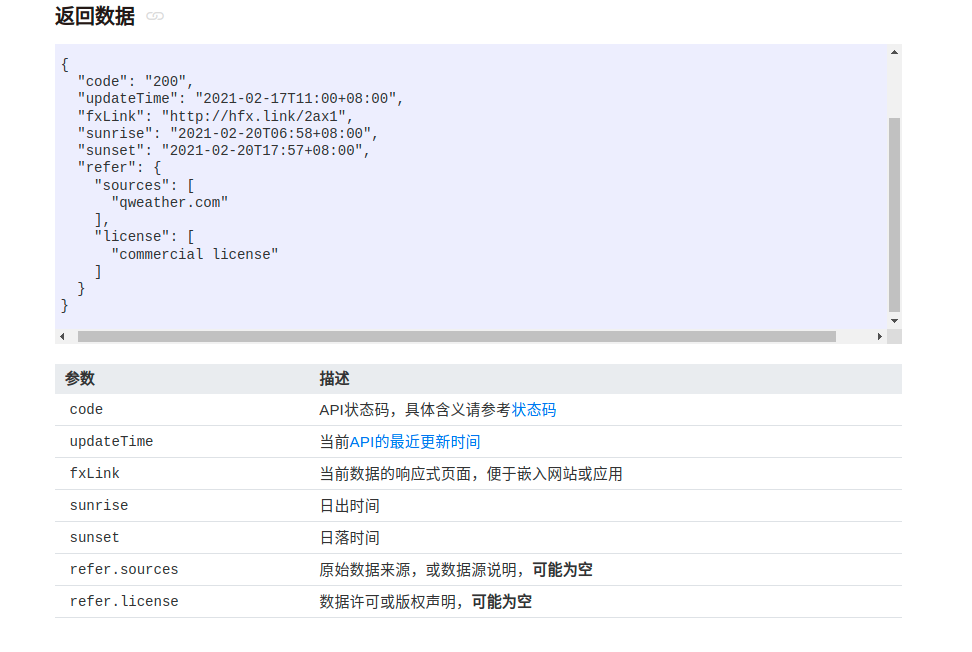 返回数据
{
  "code": "200",
  "updateTime": "2021-02-17T11:00+08:00",
  "fxLink": "http://hfx.link/2ax1",
  "sunrise": "2021-02-20T06:58+08:00",
  "sunset": "2021-02-20T17:57+08:00",
  "refer": {
    "sources": [
      "qweather.com"
    ],
    "license": [
      "commercial license"
    ]
  }
}
参数 描述
code API状态码，具体含义请参考状态码
updateTime 当前API的最近更新时间
fxLink 当前数据的响应式页面，便于嵌入网站或应用
sunrise 日出时间
sunset 日落时间
refer.sources 原始数据来源，或数据源说明，可能为空
refer.license 数据许可或版权声明，可能为空